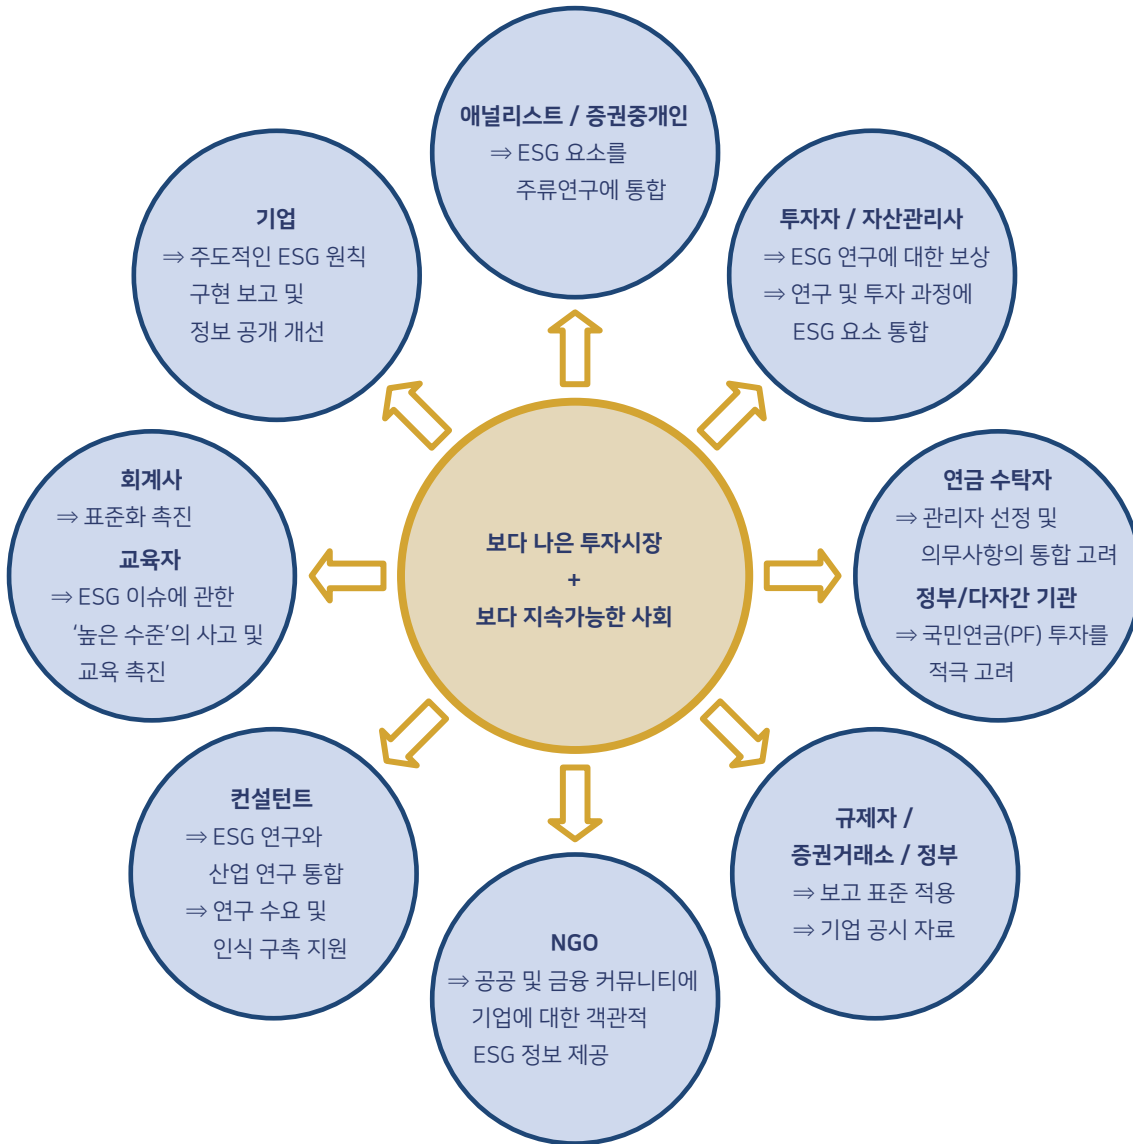 애널리스트 / 증권중개인
⇒ ESG 요소를
주류연구에 통합
투자자 / 자산관리사
⇒ ESG 연구에 대한 보상
⇒ 연구 및 투자 과정에
ESG 요소 통합
연금 수탁자
⇒ 관리자 선정 및
의무사항의 통합 고려
정부/다자간 기관
⇒ 국민연금(PF) 투자를
적극 고려
규제자 /
증권거래소 / 정부
⇒ 보고 표준 적용
⇒ 기업 공시 자료
NGO
⇒ 공공 및 금융 커뮤니티에
기업에 대한 객관적
ESG 정보 제공
컨설턴트
⇒ ESG 연구와
산업 연구 통합
⇒ 연구 수요 및
인식 구촉 지원
회계사
⇒ 표준화 촉진
교육자
⇒ ESG 이슈에 관한
‘높은 수준’의 사고 및
교육 촉진
기업
⇒ 주도적인 ESG 원칙
구현 보고 및
정보 공개 개선
보다 나은 투자시장
+
보다 지속가능한 사회